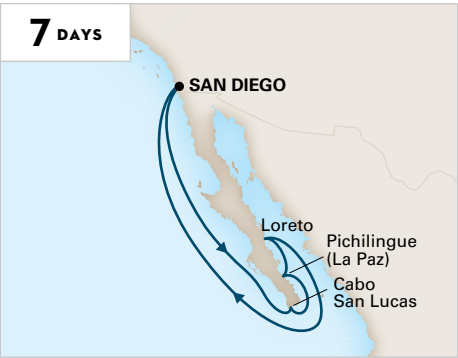 7 DAYS
SAN DIEGO
Loreto
Pichilingue
(La Paz)
Cabo
San Lucas